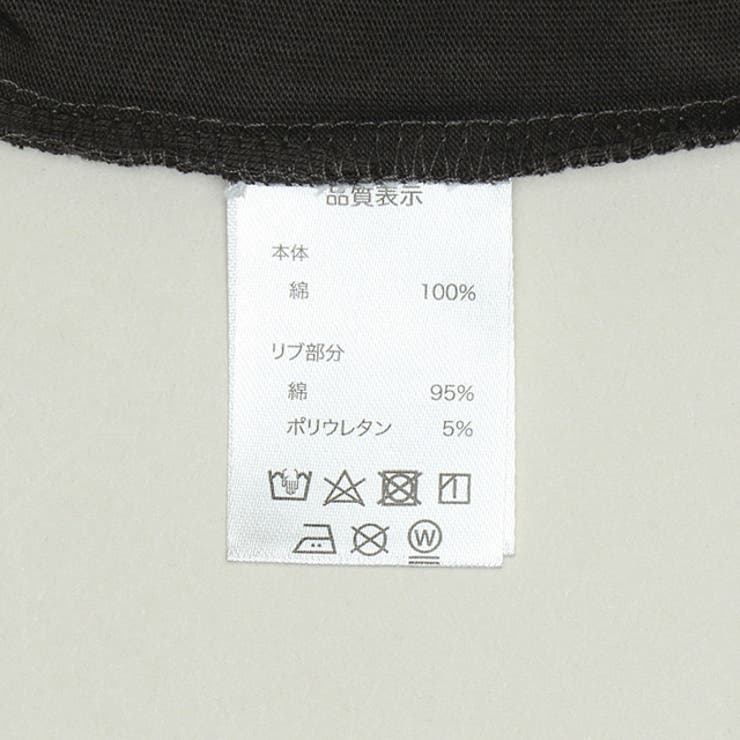 品質表示
本体
綿 100%
リブ部分
綿 95%
ポリウレタン 5%
W